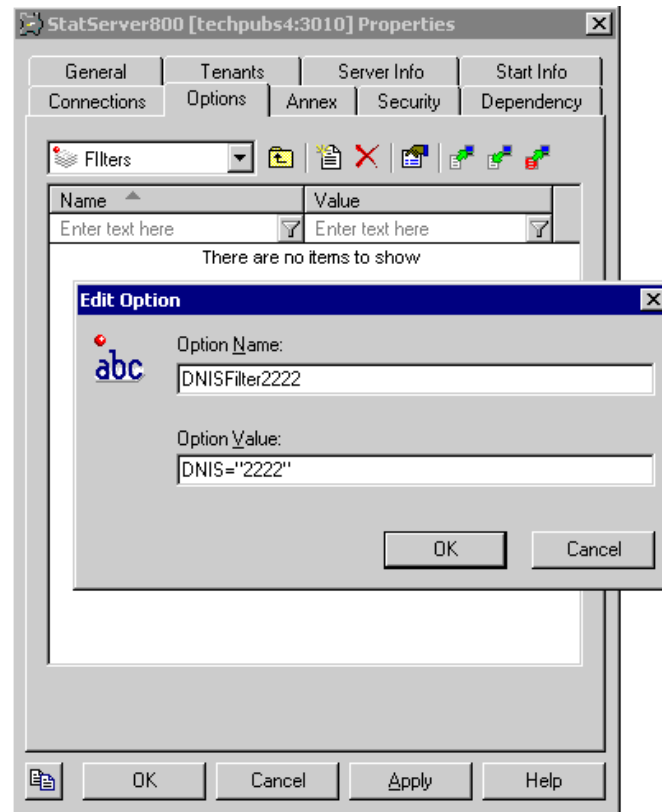 StatServer800 [techpubs4:3010] Properties
General Tenants Server Info Start Info
Connections Options Annex Security Dependency
FIlters
Name Value
Enter text here Enter text here
There are no items to show
Edit Option
abc
Option Name:
DNISFilter2222
Option Value:
DNIS="2222"
OK Cancel
OK Cancel Apply Help